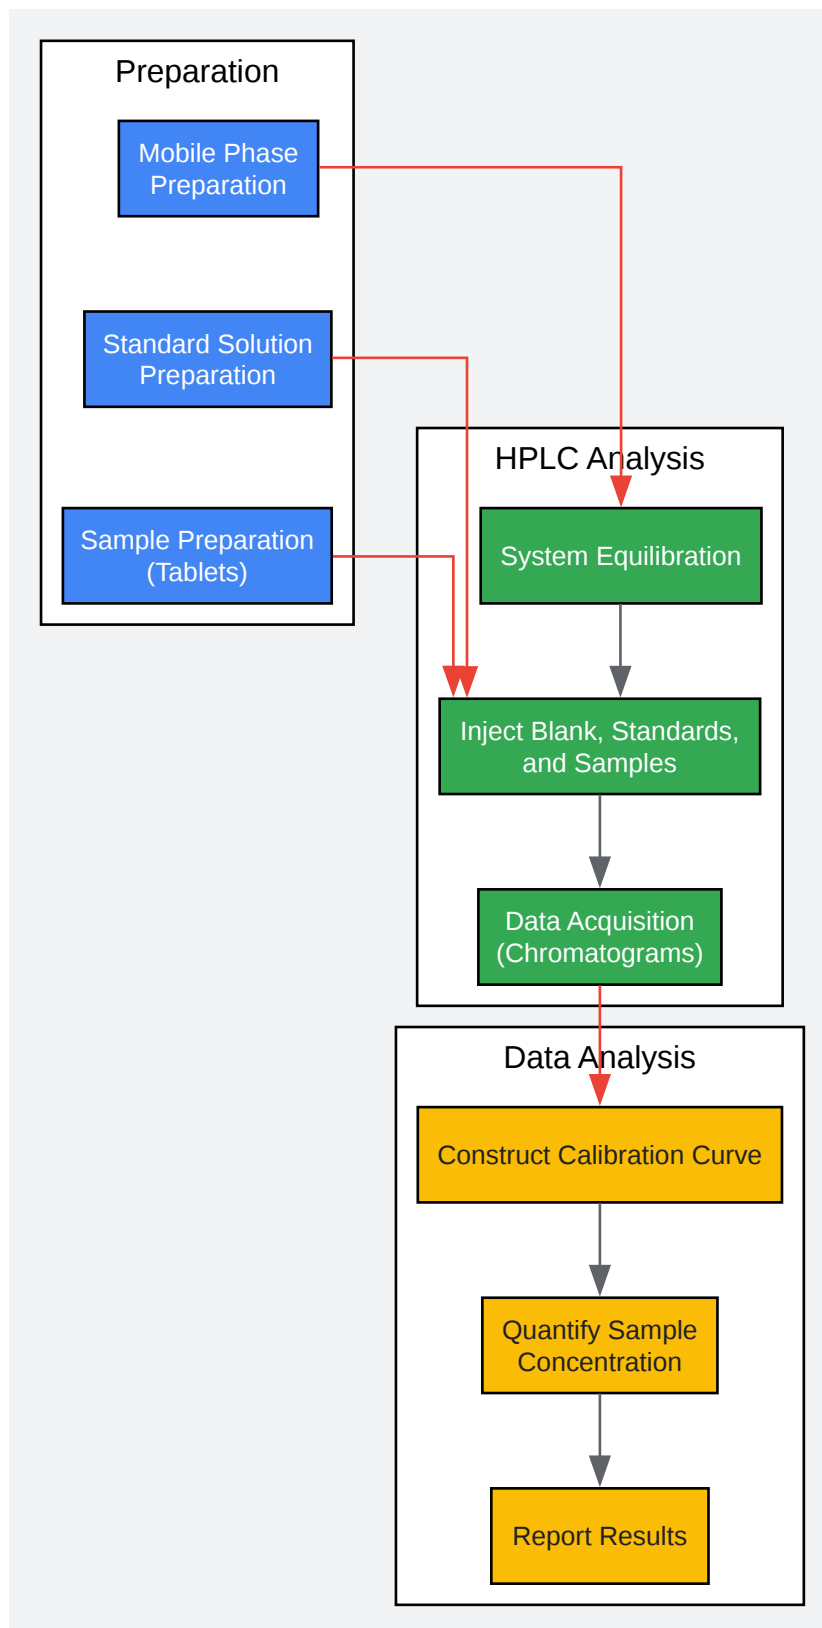 Preparation
Mobile Phase
Preparation
Standard Solution
Preparation
Sample Preparation
(Tablets)
HPLC Analysis
System Equilibration
Inject Blank, Standards,
and Samples
Data Acquisition
(Chromatograms)
Data Analysis
Construct Calibration Curve
Quantify Sample
Concentration
Report Results